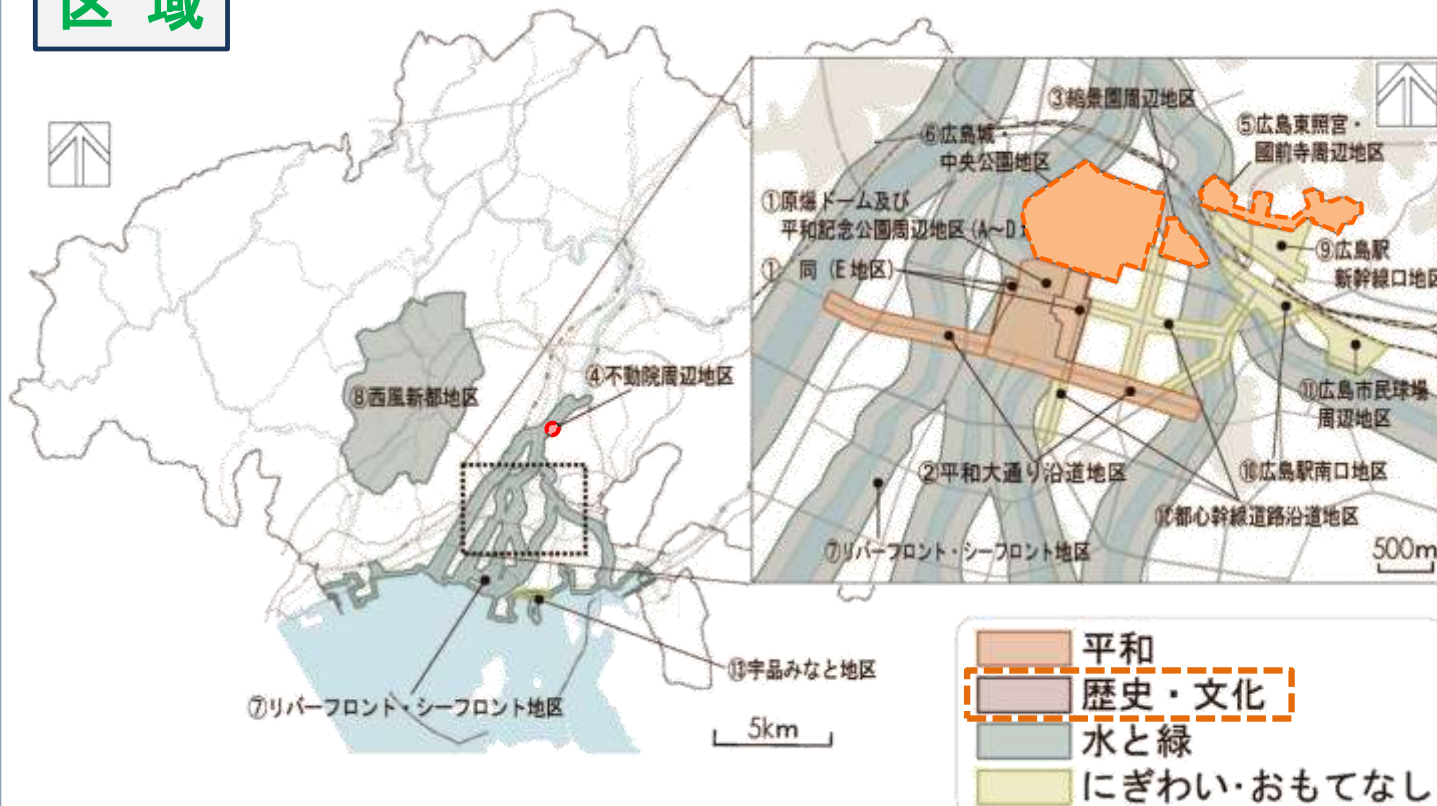 区 域
③縮景園周辺地区
⑥広島城・
中央公園地区
⑤広島東照宮・
國前寺周辺地区
①原爆ドーム及び
平和記念公園周辺地区(A～D
① 同(E地区)
⑨広島駅
新幹線口地区
④不動院周辺地区
⑧西風新都地区
⑪広島市民球場
周辺地区
②平和大通り沿道地区
⑩広島駅南口地区
⑫都心幹線道路沿道地区
⑦リバーフロント・シーフロント地区
500m
⑬宇品みなと地区
⑦リバーフロント・シーフロント地区
5km
平和
歴史・文化
水と緑
にぎわい・おもてなし